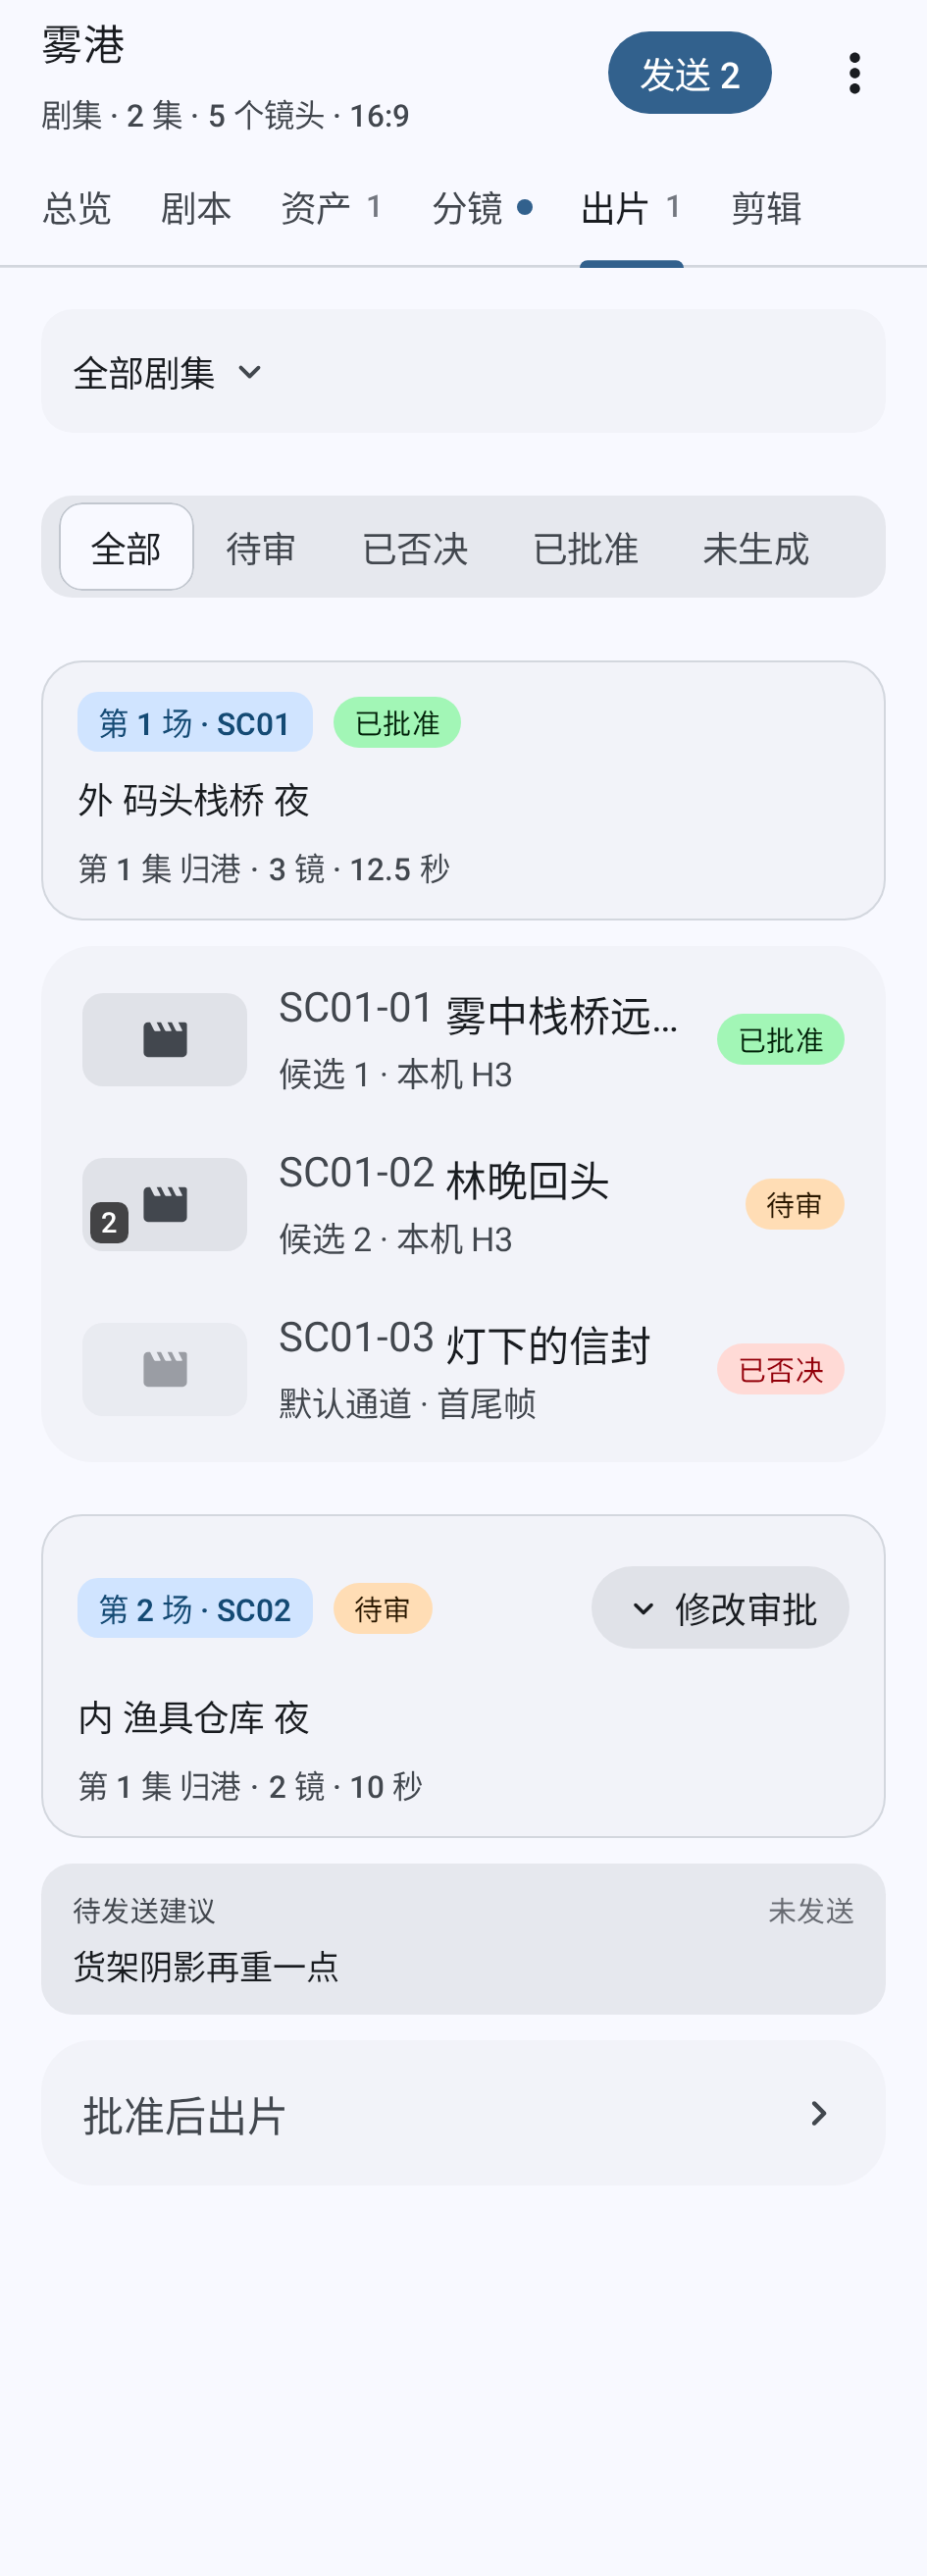 雾港
发送 2
剧集 · 2 集 · 5 个镜头 · 16:9
总览 剧本 资产 1 分镜 出片 1 剪辑
全部剧集
全部 待审 已否决 已批准 未生成
第 1 场 · SC01 已批准
外 码头栈桥 夜
第 1 集 归港 · 3 镜 · 12.5 秒
SC01-01 雾中栈桥远… 已批准
候选 1 · 本机 H3
SC01-02 林晚回头 待审
2
候选 2 · 本机 H3
SC01-03 灯下的信封 已否决
默认通道 · 首尾帧
第 2 场 · SC02 待审 修改审批
内 渔具仓库 夜
第 1 集 归港 · 2 镜 · 10 秒
待发送建议 未发送
货架阴影再重一点
批准后出片